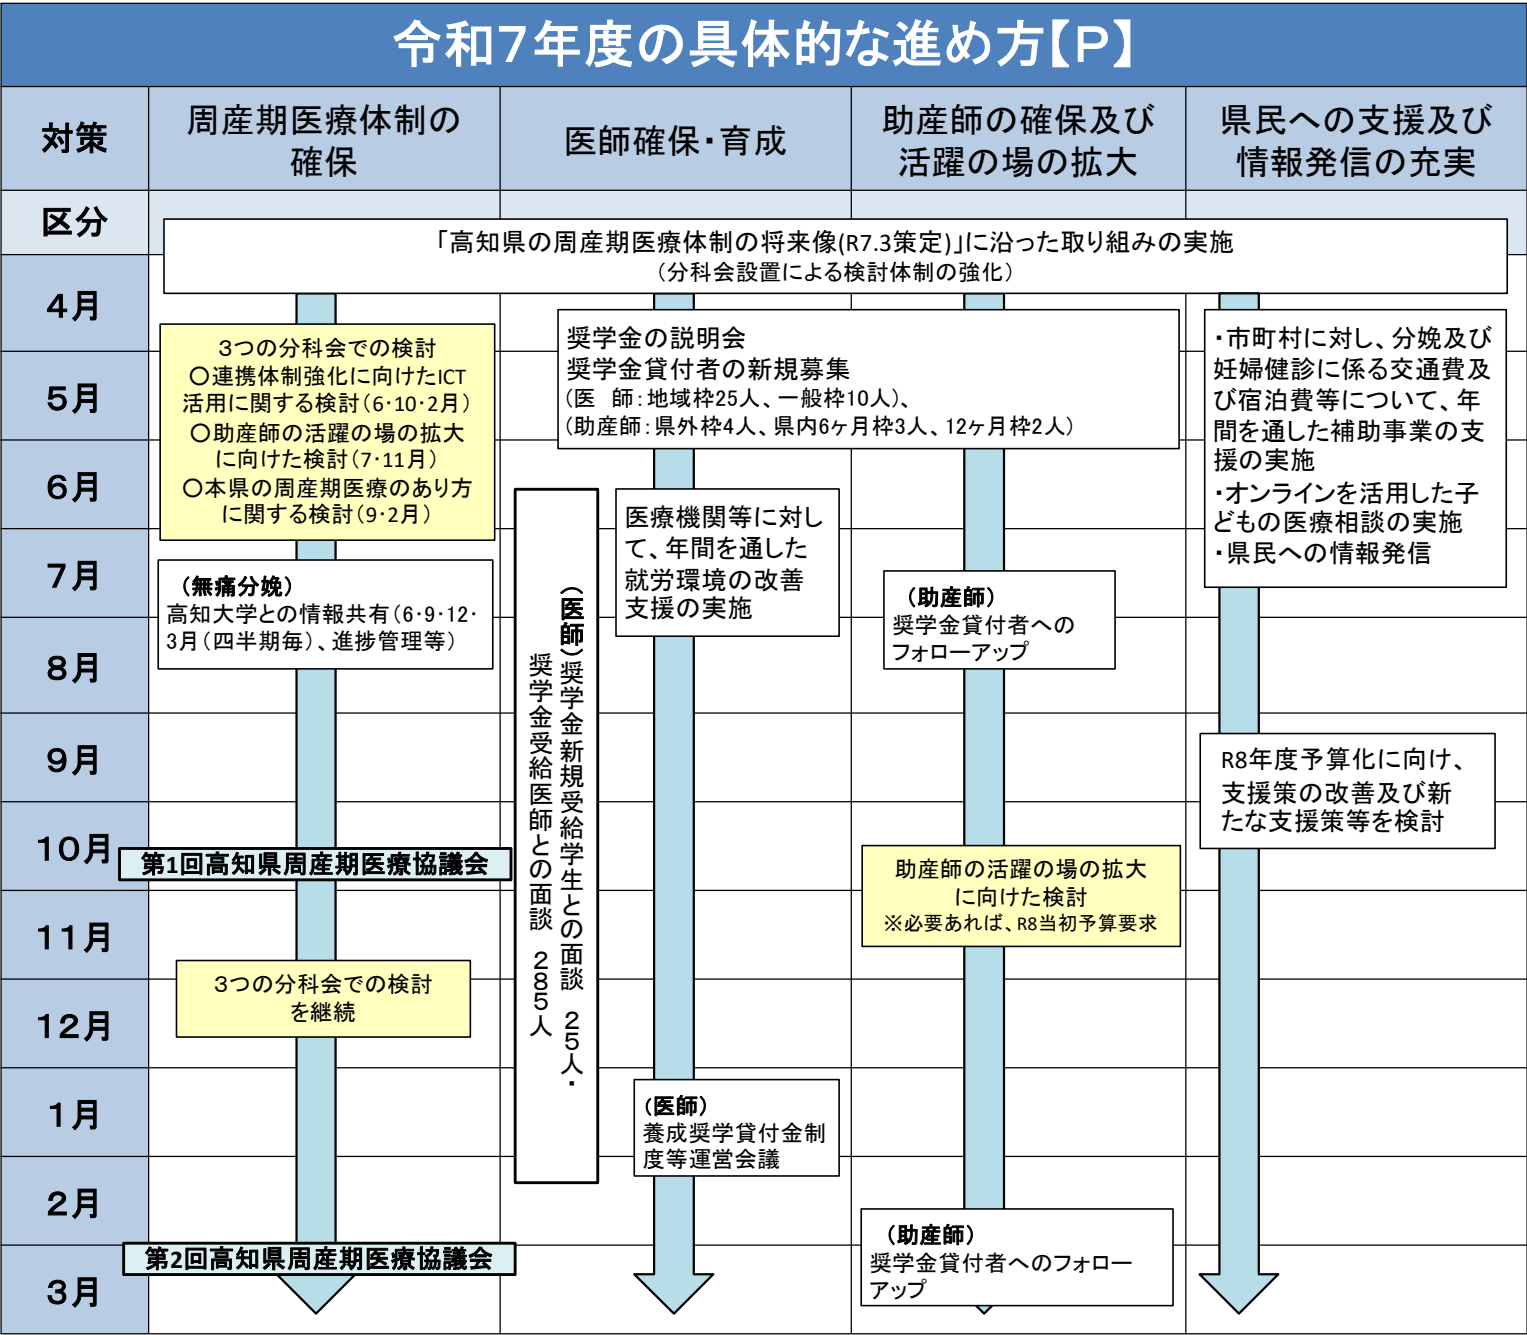 令和７年度の具体的な進め方【P】
対策
周産期医療体制の
確保
医師確保・育成
助産師の確保及び
活躍の場の拡大
県民への支援及び
情報発信の充実
区分
「高知県の周産期医療体制の将来像(R7.3策定)」に沿った取り組みの実施
（分科会設置による検討体制の強化）
４月
５月
６月
７月
８月
９月
１０月
１１月
１２月
１月
２月
３月
３つの分科会での検討
〇連携体制強化に向けたICT
活用に関する検討（6・10・2月）
〇助産師の活躍の場の拡大
に向けた検討（7・11月）
〇本県の周産期医療のあり方
に関する検討（9・2月）
（無痛分娩）
高知大学との情報共有（6・9・12・
3月（四半期毎）、進捗管理等）
第1回高知県周産期医療協議会
３つの分科会での検討
を継続
第2回高知県周産期医療協議会
奨学金の説明会
奨学金貸付者の新規募集
（医　師：地域枠25人、一般枠10人）、
（助産師：県外枠4人、県内6ヶ月枠3人、12ヶ月枠2人）
（医師）奨学金新規受給学生との面談　２５人・
奨学金受給医師との面談　２８５人
医療機関等に対し
て、年間を通した
就労環境の改善
支援の実施
（医師）
養成奨学貸付金制
度等運営会議
（助産師）
奨学金貸付者への
フォローアップ
助産師の活躍の場の拡大
に向けた検討
※必要あれば、R8当初予算要求
（助産師）
奨学金貸付者へのフォロー
アップ
・市町村に対し、分娩及び
妊婦健診に係る交通費及
び宿泊費等について、年
間を通した補助事業の支
援の実施
・オンラインを活用した子
どもの医療相談の実施
・県民への情報発信
R8年度予算化に向け、
支援策の改善及び新
たな支援策等を検討